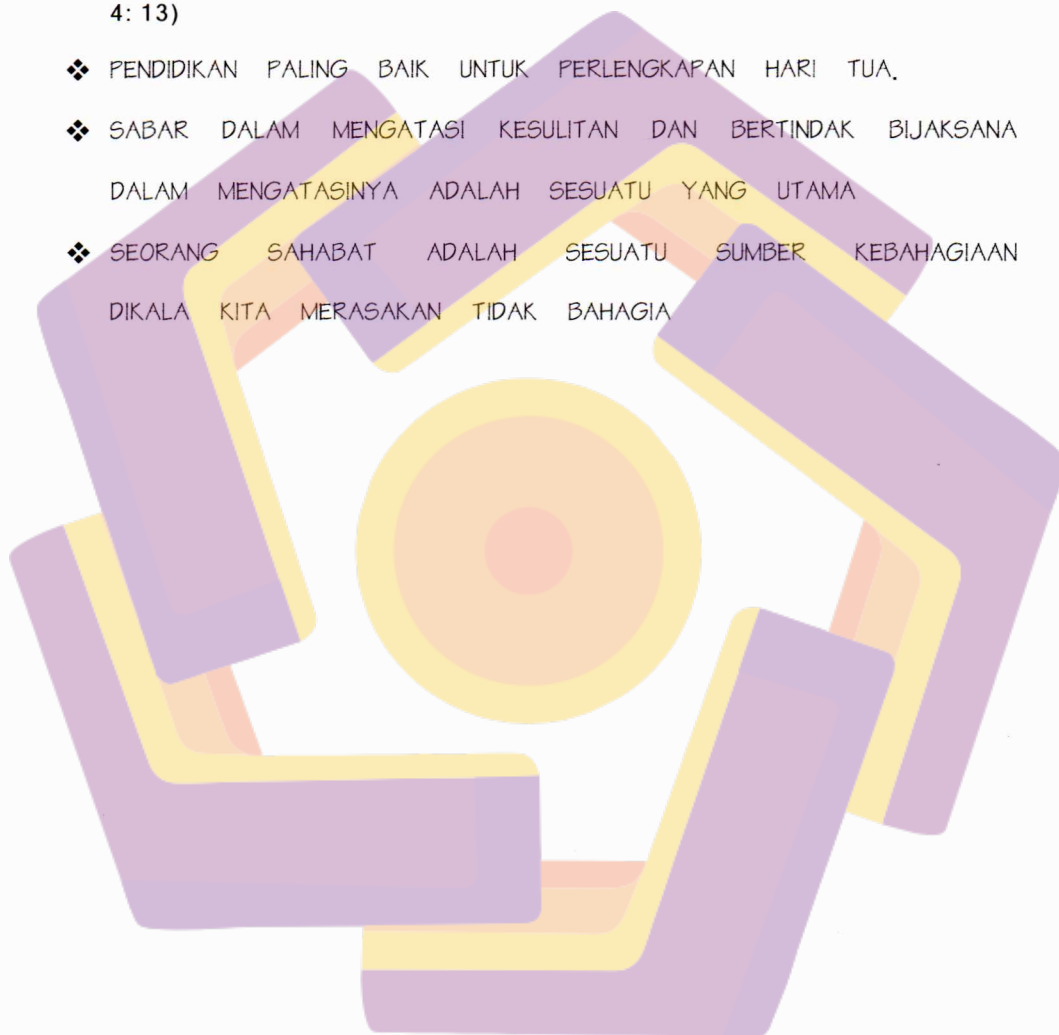 4: 13)
❖ PENDIDIKAN PALING BAIK UNTUK PERLENGKAPAN HARI TUA.
❖ SABAR DALAM MENGATASI KESULITAN DAN BERTINDAK BIJAKSANA
DALAM MENGATASINYA ADALAH SESUATU YANG UTAMA
❖ SEORANG SAHABAT ADALAH SESUATU SUMBER KEBAHAGIAAN
DIKALA KITA MERASAKAN TIDAK BAHAGIA